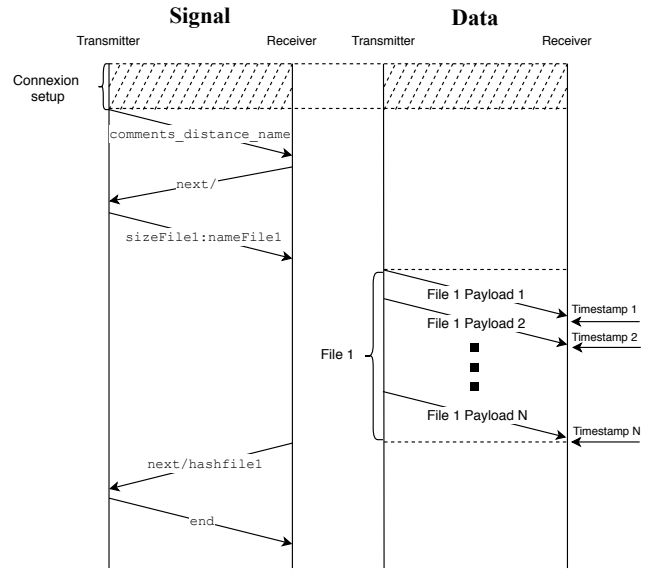 Signal
Data
Transmitter
Receiver
Transmitter
Receiver
Connexion
setup
comments_distance_name
next/
sizeFile1:nameFile1
File 1 Payload 1
Timestamp 1
File 1 Payload 2
Timestamp 2
File 1
File 1 Payload N
Timestamp N
next/hashfile1
end